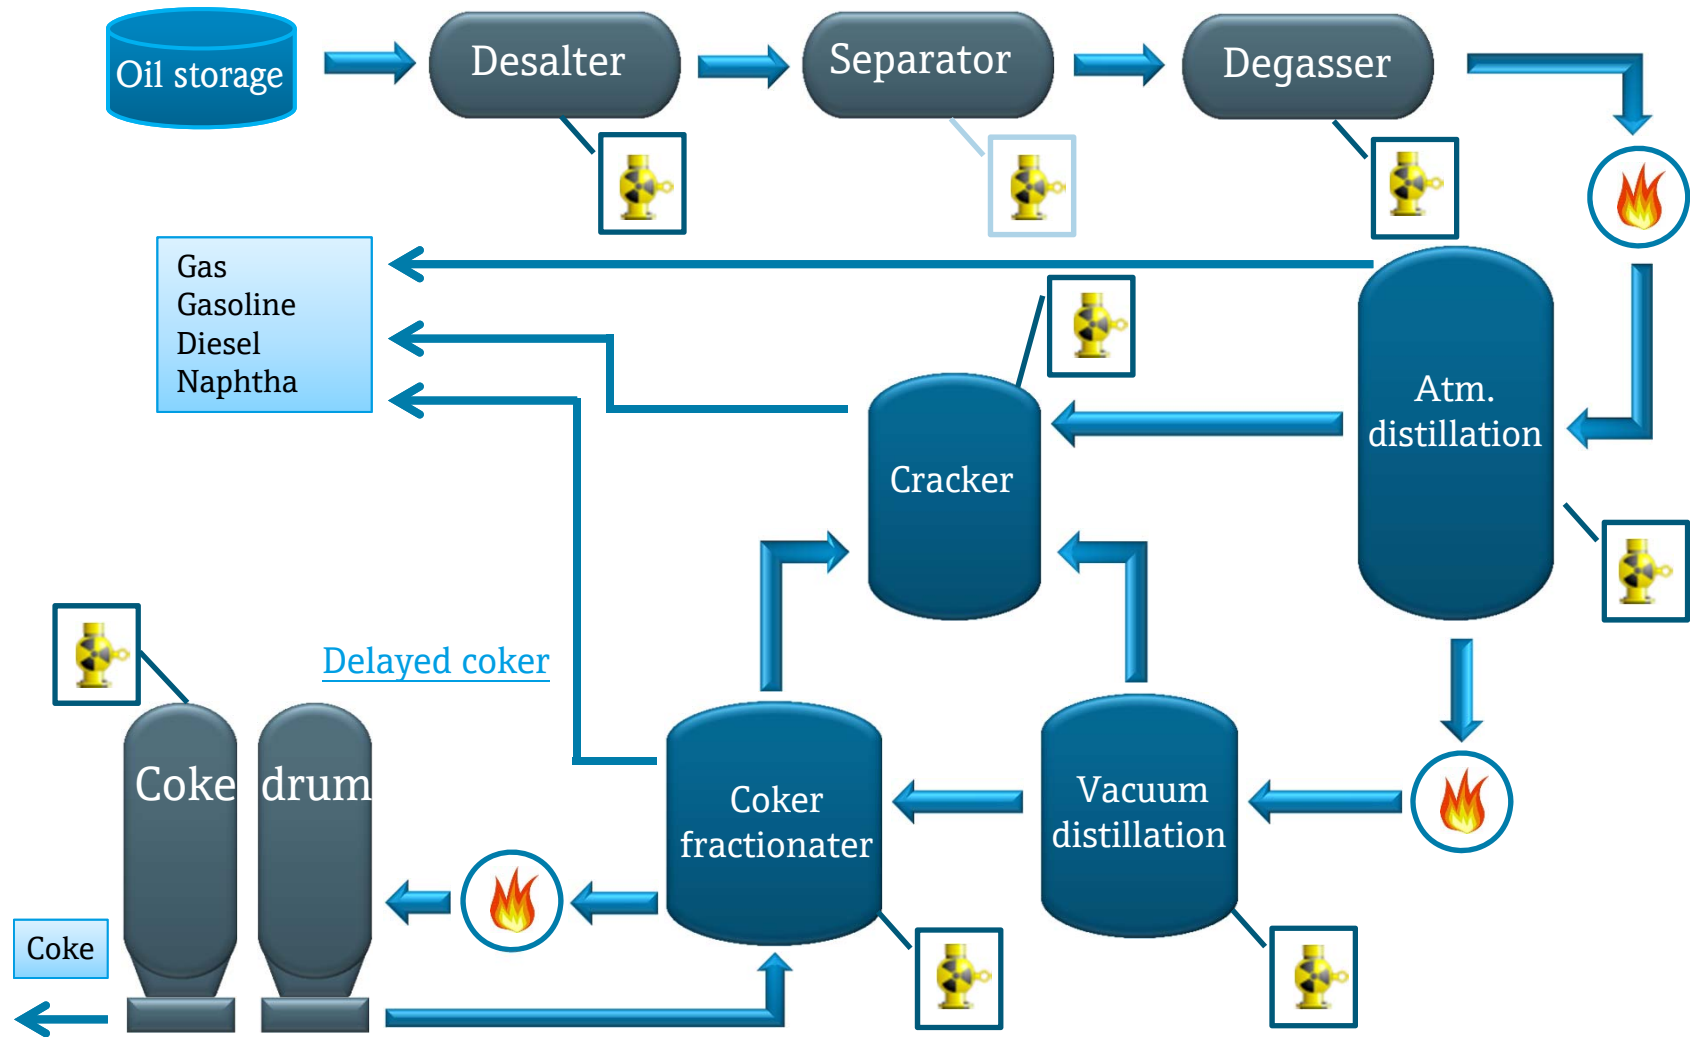 Oil storage
Desalter
Separator
Degasser
Gas
Gasoline
Diesel
Naphtha
Atm.
distillation
Cracker
Delayed coker
Coke drum
Coker
fractionater
Vacuum
distillation
Coke